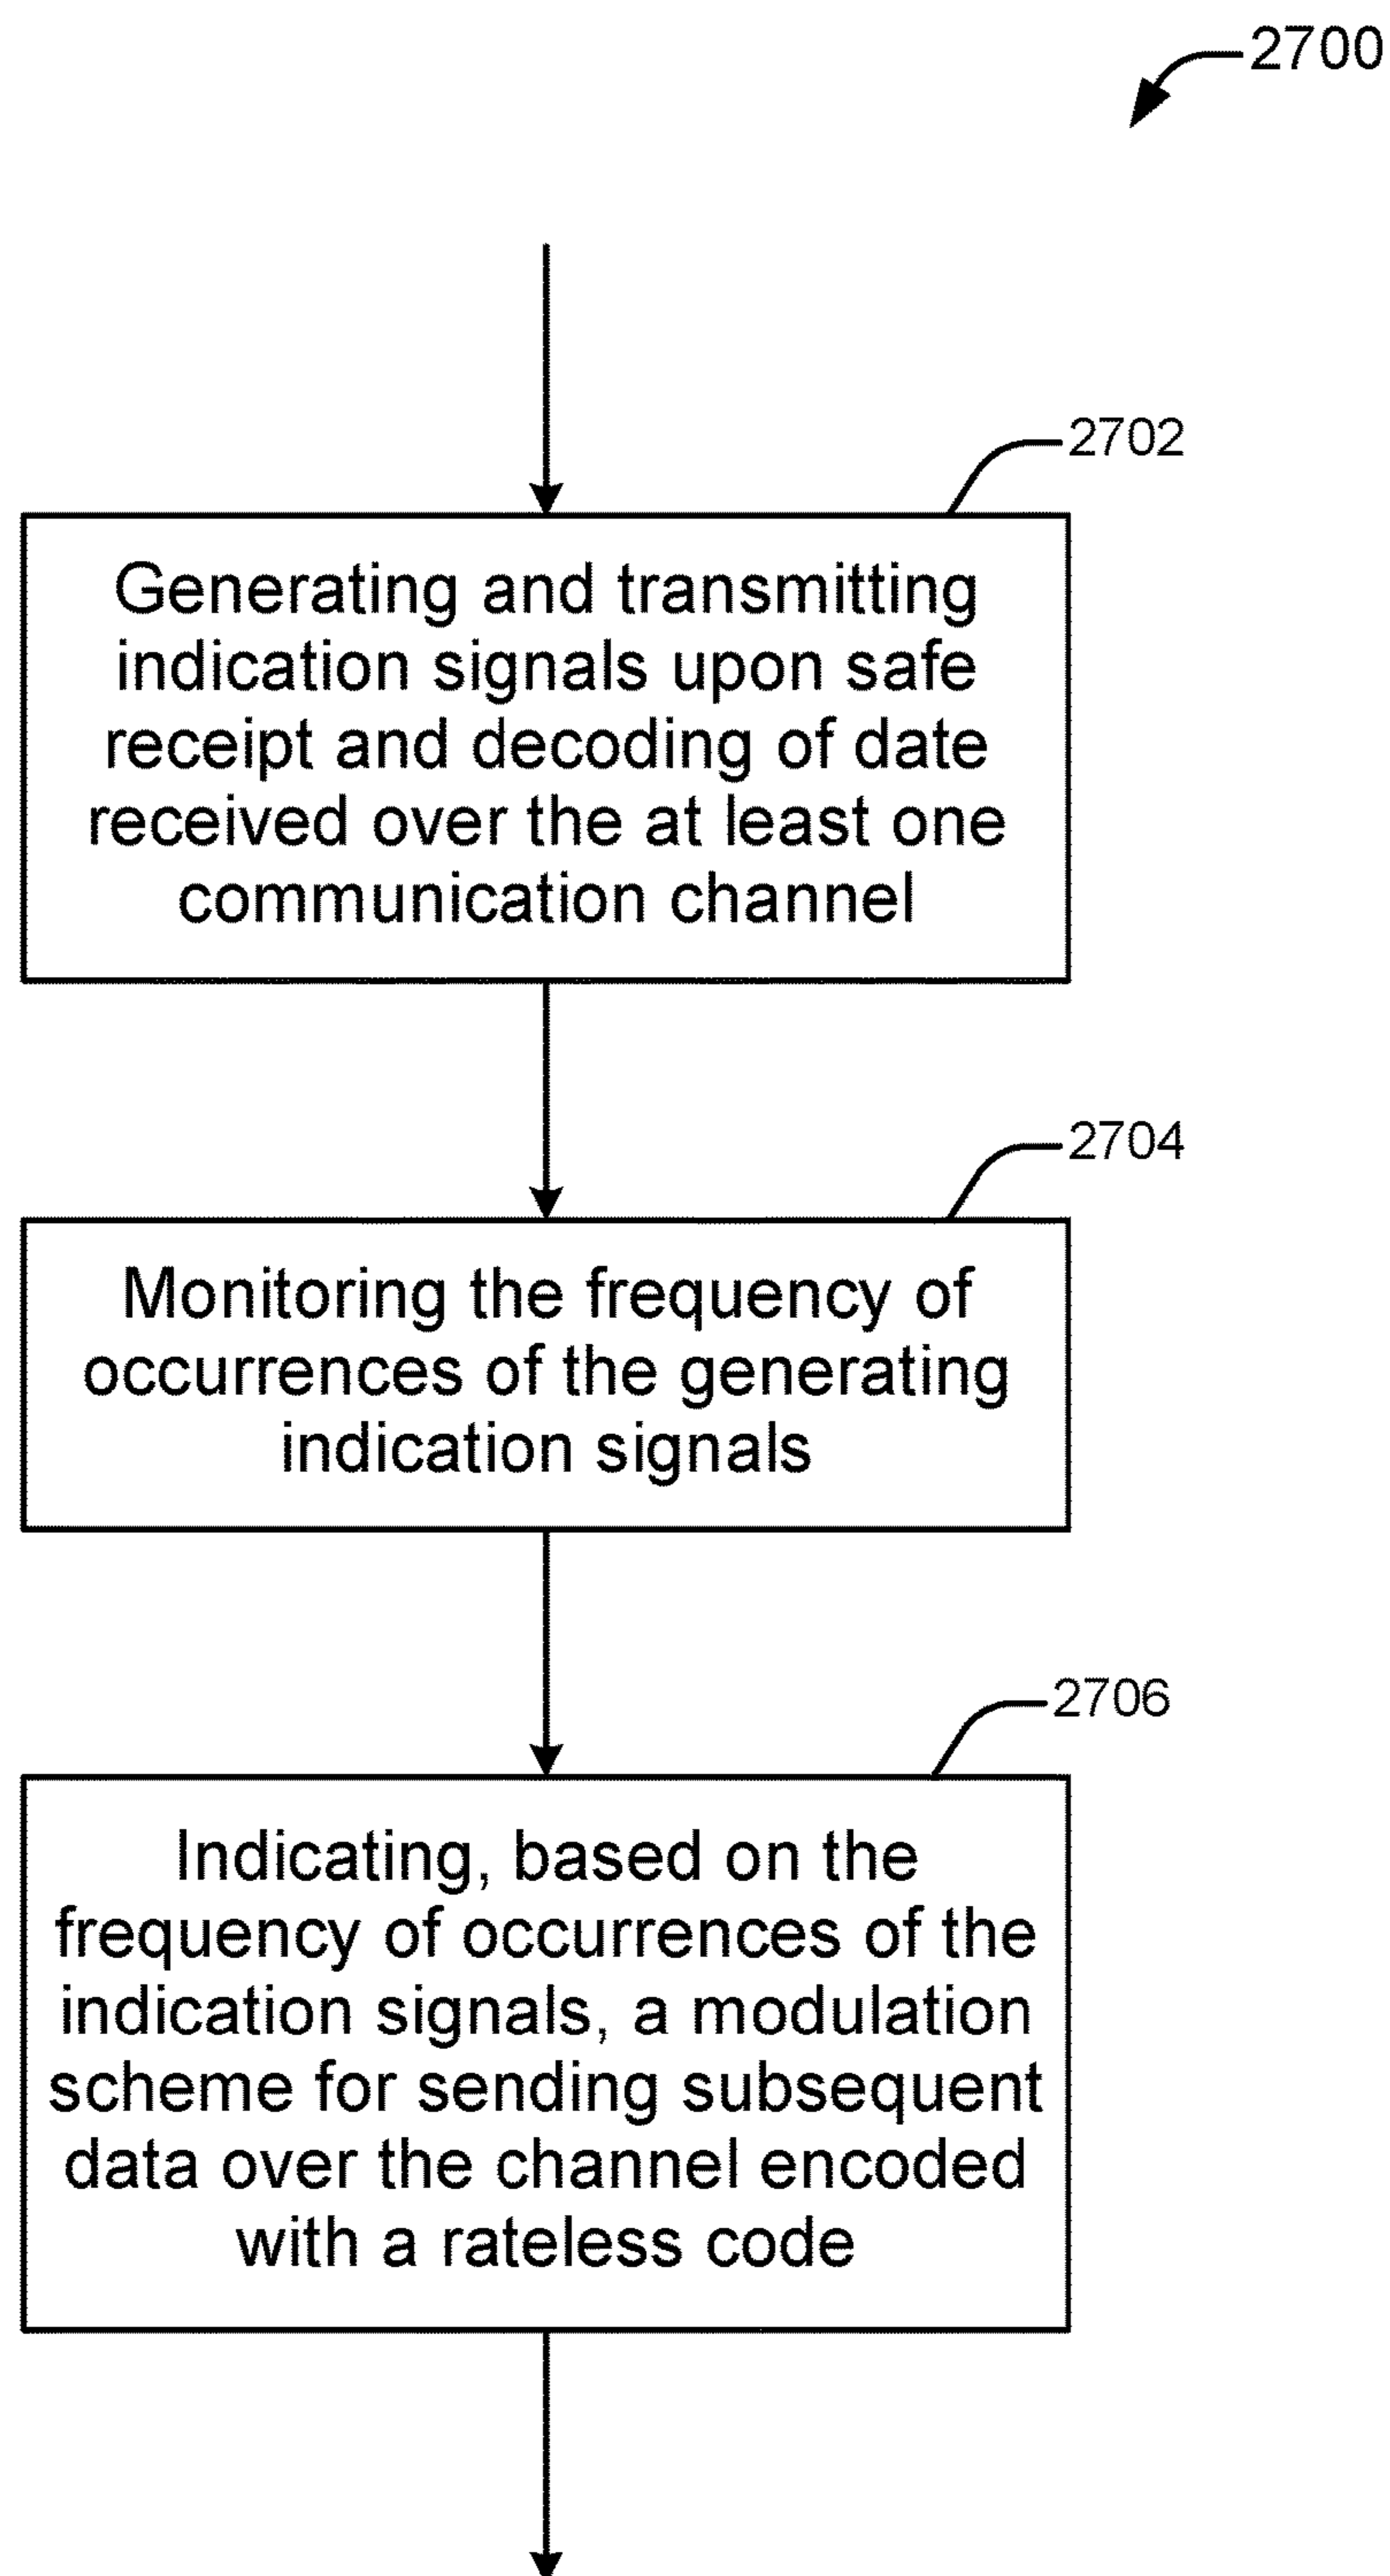 2700
2702
Generating and transmitting
indication signals upon safe
receipt and decoding of date
received over the at least one
communication channel
2704
Monitoring the frequency of
occurrences of the generating
indication signals
2706
Indicating, based on the
frequency of occurrences of the
indication signals, a modulation
scheme for sending subsequent
data over the channel encoded
with a rateless code